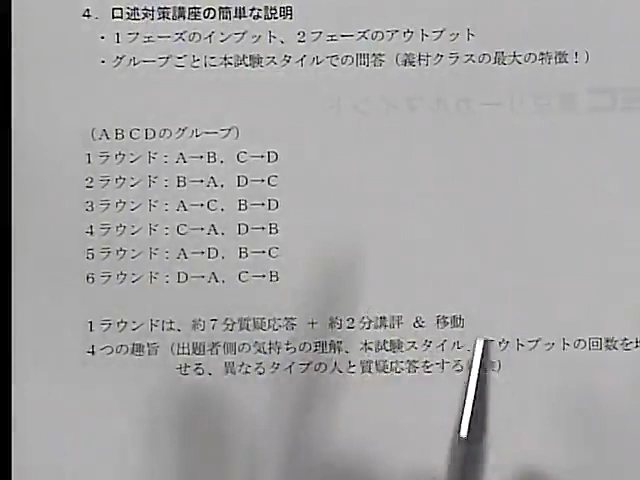 ４．口述対策講座の簡単な説明
・１フェーズのインプット、２フェーズのアウトプット
・グループごとに本試験スタイルでの問答（義村クラスの最大の特徴！）
（ＡＢＣＤのグループ）
１ラウンド：Ａ→Ｂ，Ｃ→Ｄ
２ラウンド：Ｂ→Ａ，Ｄ→Ｃ
３ラウンド：Ａ→Ｃ，Ｂ→Ｄ
４ラウンド：Ｃ→Ａ，Ｄ→Ｂ
５ラウンド：Ａ→Ｄ，Ｂ→Ｃ
６ラウンド：Ｄ→Ａ，Ｃ→Ｂ
１ラウンドは、約７分質疑応答 ＋ 約２分講評 ＆ 移動
４つの趣旨（出題者側の気持ちの理解、本試験スタイル、アウトプットの回数を
せる、異なるタイプの人と質疑応答をする